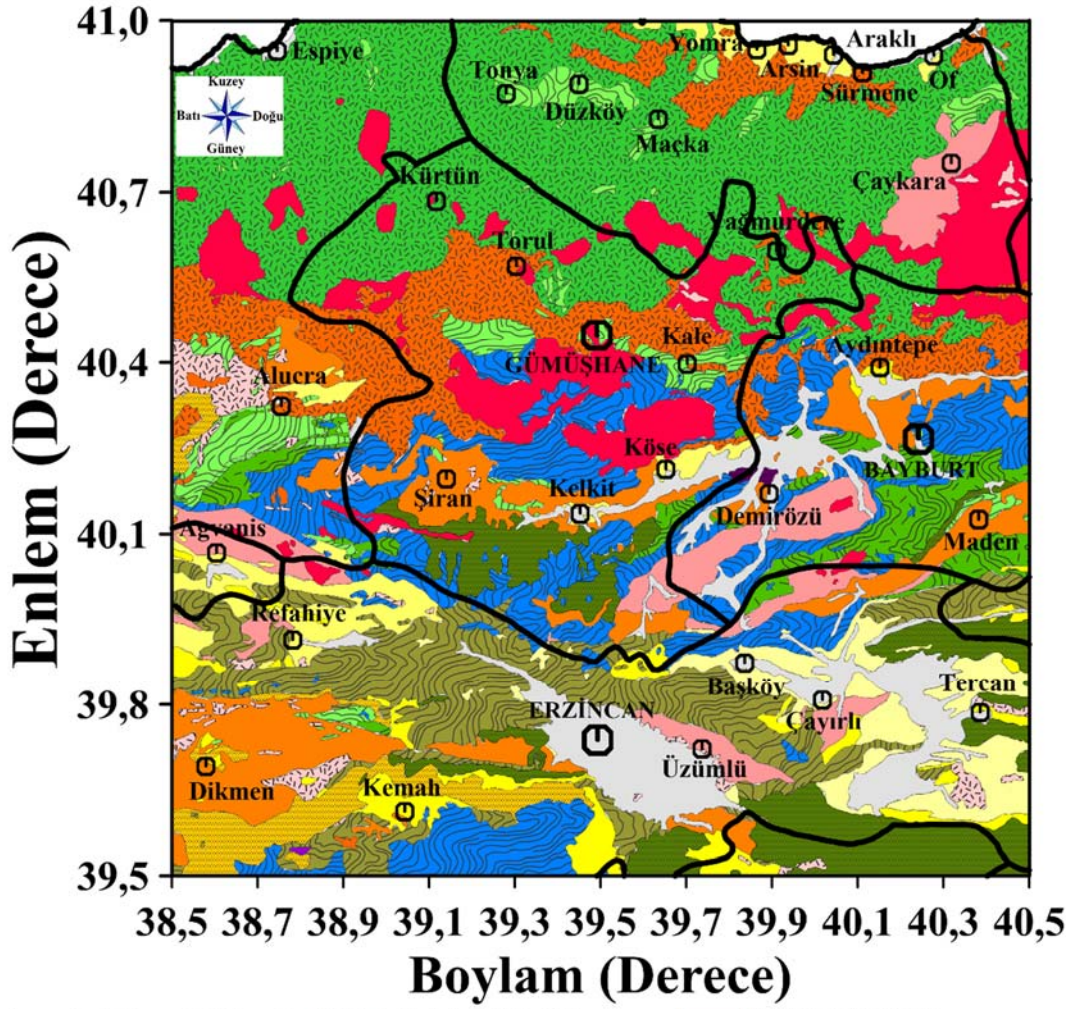 41,0
Espiye
Yomra
Araklı
Arsin
Of
Sürmene
Tonya
Düzköy
Kuzey
Batı
Doğu
Güney
Maçka
Çaykara
40,7
Kürtün
Yağmurdere
Torul
Kale
GÜMÜŞHANE
Aydıntepe
40,4
Alucra
Köse
BAYBURT
Şiran
Kelkit
Demirözü
Maden
40,1
Ağvanis
Refahiye
Başköy
Tercan
39,8
ERZİNCAN
Çayırlı
Üzümlü
Dikmen
Kemah
39,5
38,5 38,7 38,9 39,1 39,3 39,5 39,7 39,9 40,1 40,3 40,5
Boylam (Derece)
Enlem (Derece)